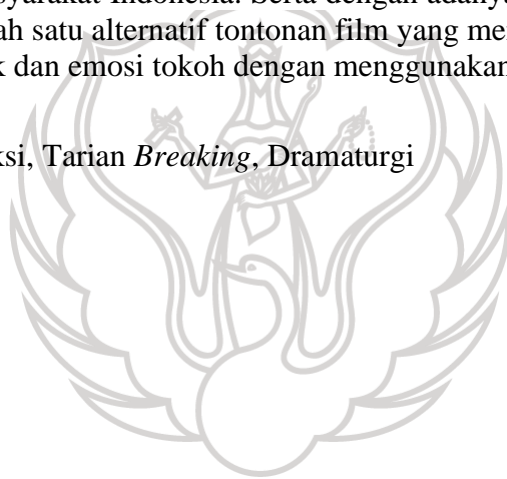 syarakat Indonesia. Serta dengan adanya
ah satu alternatif tontonan film yang me
k dan emosi tokoh dengan menggunakan
ksi, Tarian Breaking, Dramaturgi